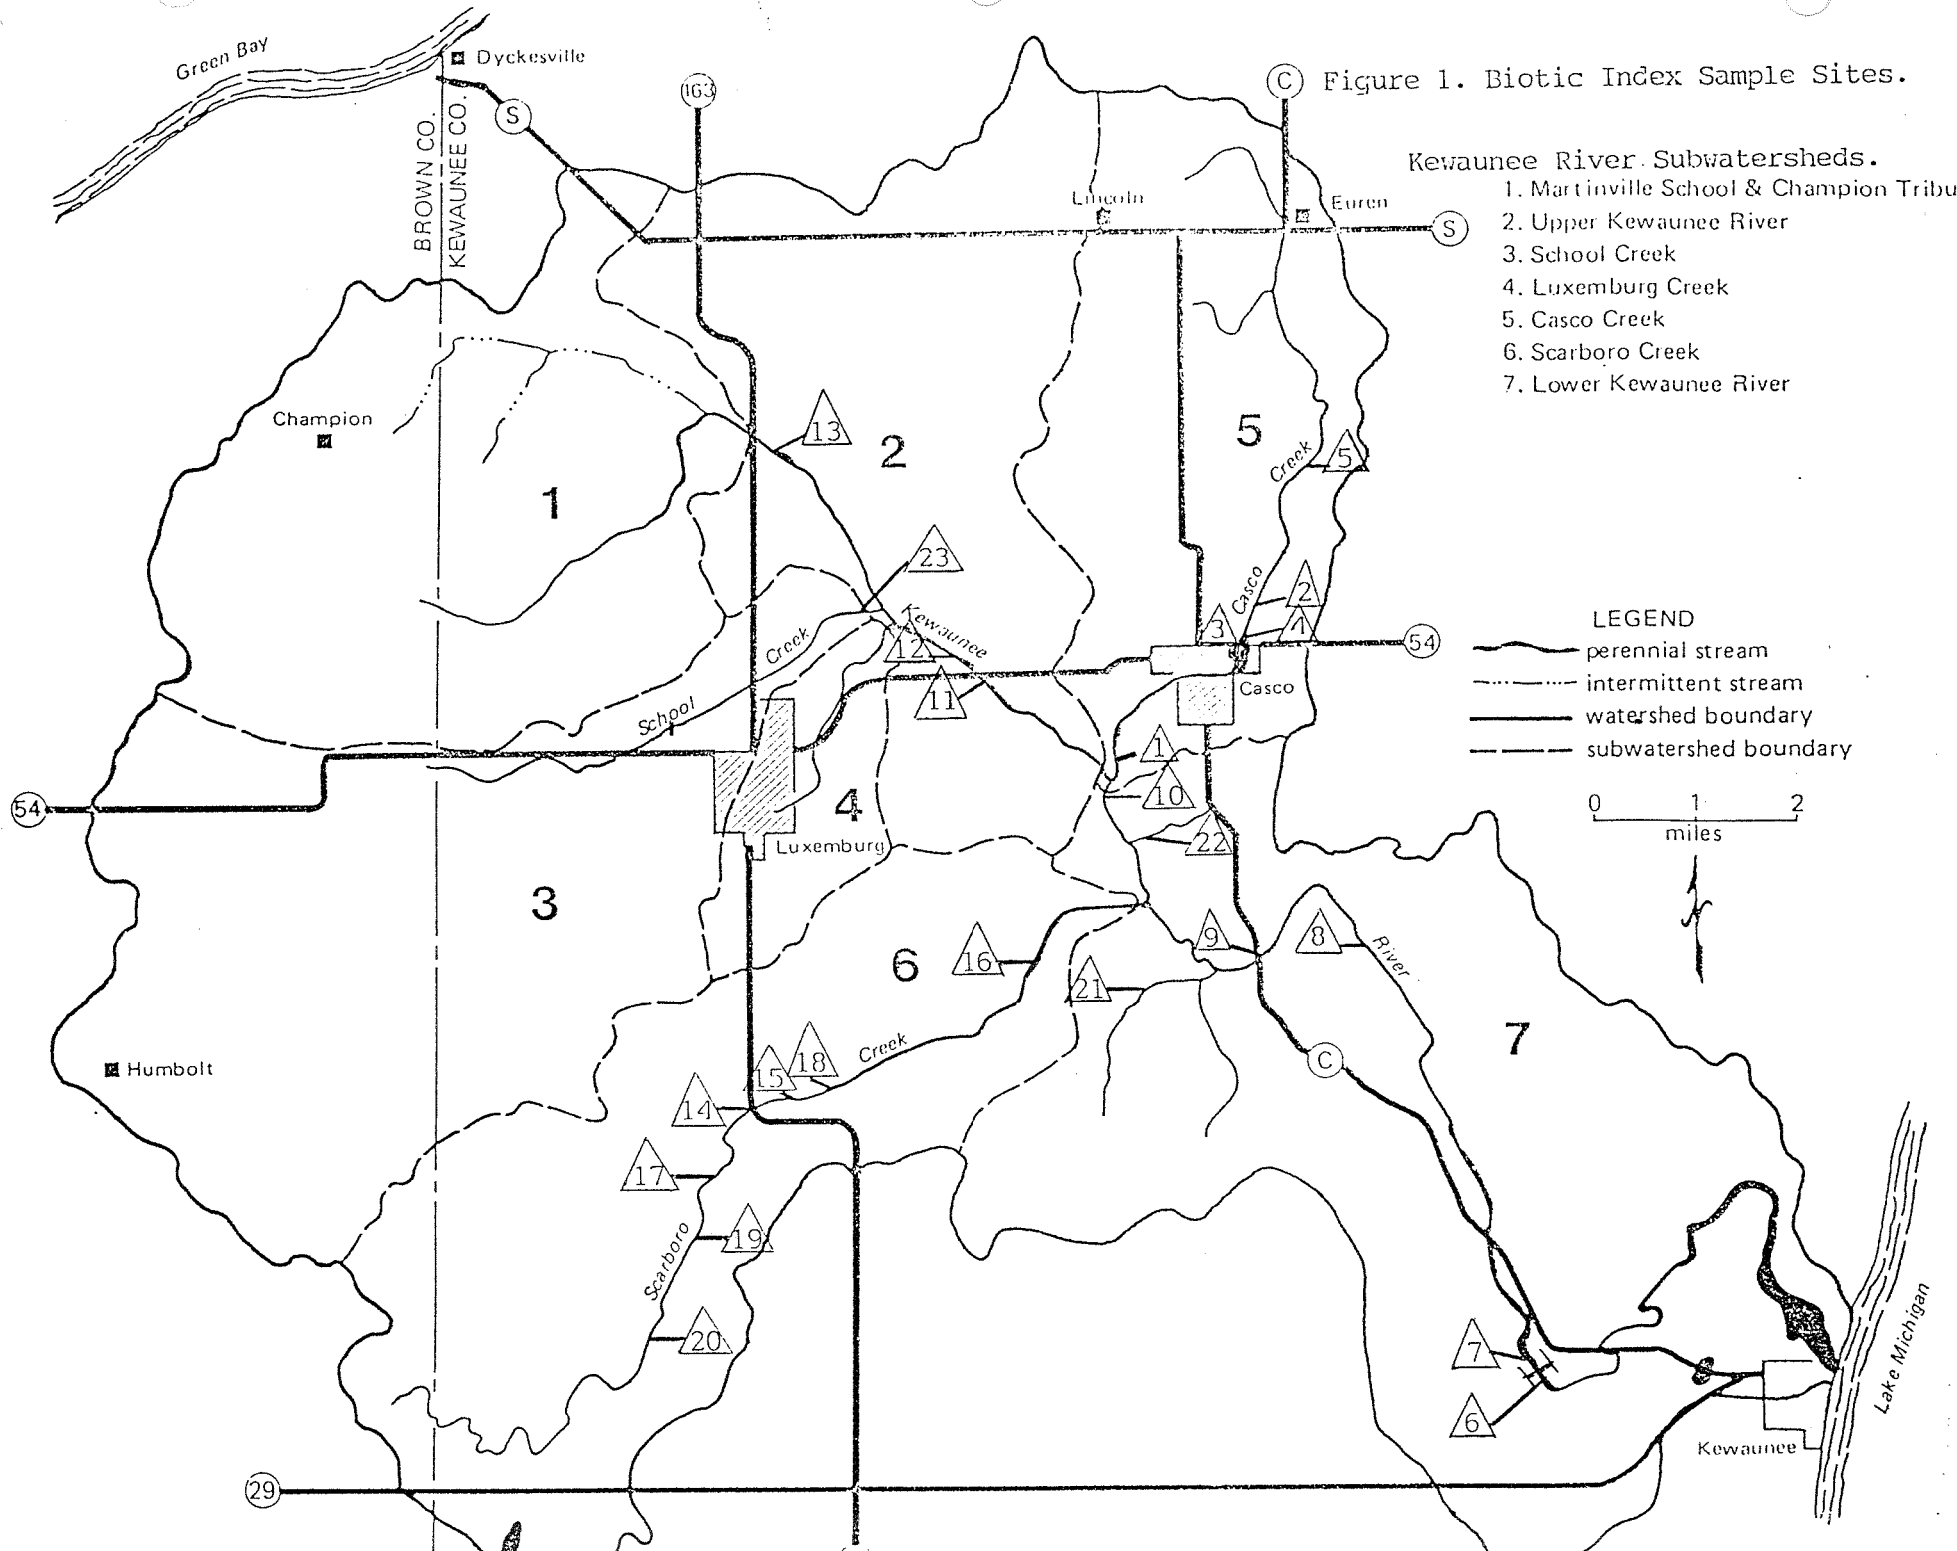 Green Bay
Dyckesville
S
163
C
Figure 1. Biotic Index Sample Sites.
BROWN CO.
KEWAUNEE CO.
Kewaunee River Subwatersheds.
1. Martinville School & Champion Tribu
2. Upper Kewaunee River
3. School Creek
4. Luxemburg Creek
5. Casco Creek
6. Scarboro Creek
7. Lower Kewaunee River
Lincoln
Euren
S
Champion
13
2
5
Creek
5
1
23
Casco
2
3
4
54
Kewaunee
12
Creek
11
School
Casco
LEGEND
perennial stream
intermittent stream
watershed boundary
subwatershed boundary
1
10
54
4
22
0 1 2
miles
Luxemburg
3
9
8
River
16
6
21
7
Humbolt
15
18
Creek
C
14
17
19
Scarboro
20
7
6
Lake Michigan
Kewaunee
29